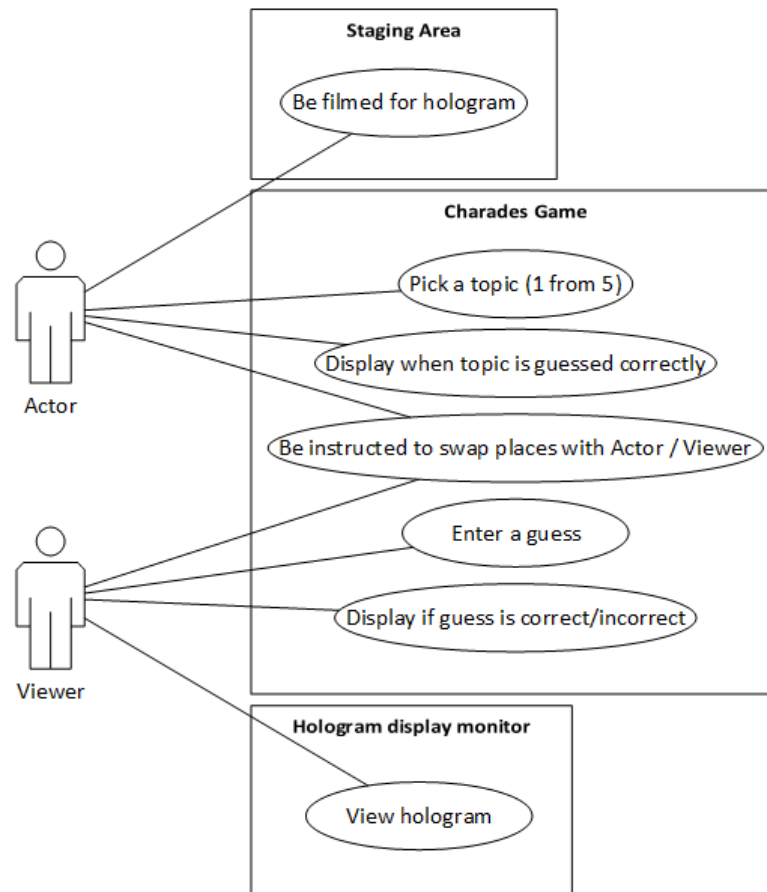 Staging Area
Be filmed for hologram
Charades Game
Pick a topic (1 from 5)
Display when topic is guessed correctly
Actor
Be instructed to swap places with Actor / Viewer
Enter a guess
Display if guess is correct/incorrect
Viewer
Hologram display monitor
View hologram